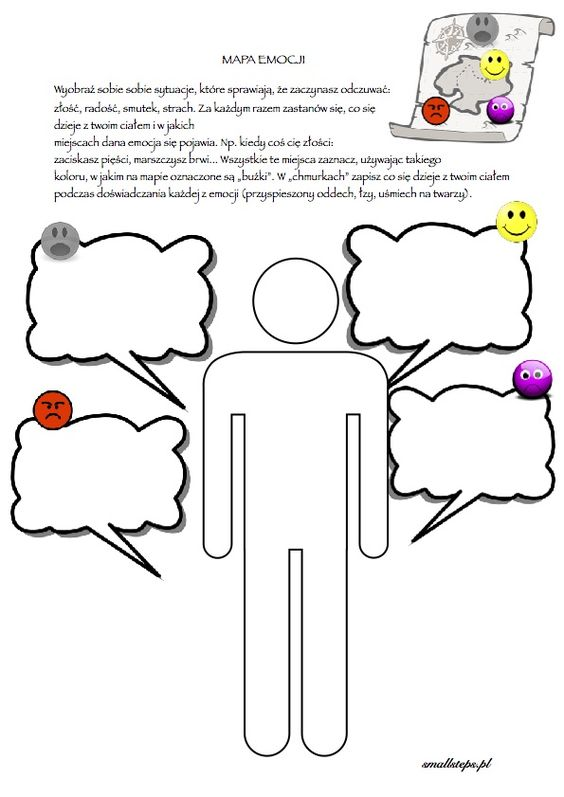 MAPA EMOCJI
Wyobraź sobie sobie sytuacje, które sprawiają, że zaczynasz odczuwać:
złość, radość, smutek, strach. Za każdym razem zastanów się, co się
dzieje z twoim ciałem i w jakich
miejscach dana emocja się pojawia. Np. kiedy coś cię złości:
zaciskasz pięści, marszczysz brwi... Wszystkie te miejsca zaznacz, używając takiego
koloru, w jakim na mapie oznaczone są „buźki”. W „chmurkach” zapisz co się dzieje z twoim ciałem
podczas doświadczania każdej z emocji (przyspieszony oddech, łzy, uśmiech na twarzy).
smallsteps.pl